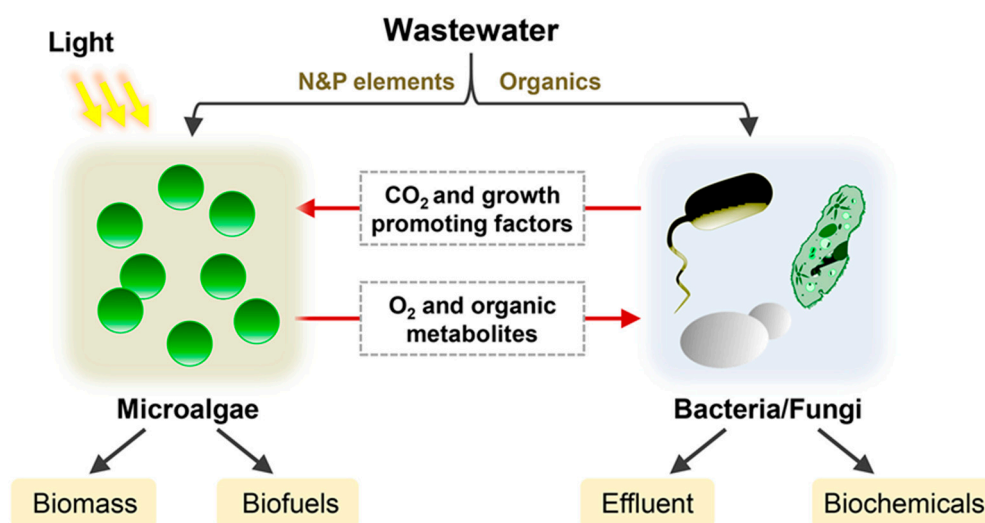 Wastewater
Light
N&P elements
Organics
CO₂ and growth
promoting factors
O₂ and organic
metabolites
Microalgae
Bacteria/Fungi
Biomass
Biofuels
Effluent
Biochemicals